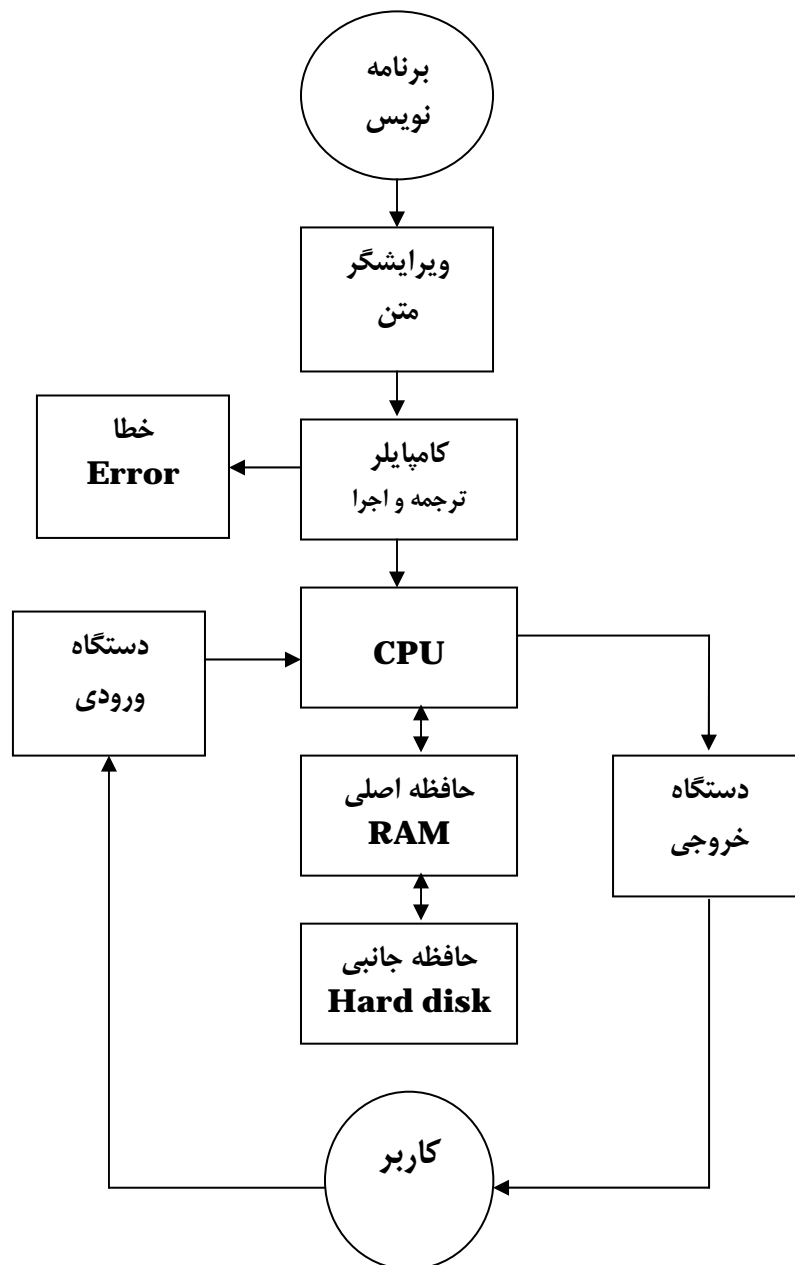 برنامه
نویس
ویرایشگر
متن
خطا
Error
کامپایلر
ترجمه و اجرا
دستگاه
ورودی
CPU
حافظه اصلی
RAM
دستگاه
خروجی
حافظه جانبی
Hard disk
کاربر